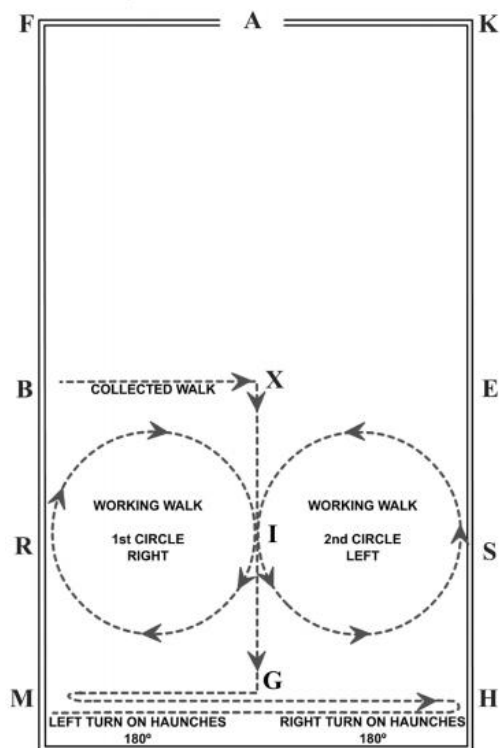 F A K
B X E
COLLECTED WALK
WORKING WALK
1st CIRCLE
RIGHT
WORKING WALK
2nd CIRCLE
LEFT
R I S
G
M H
LEFT TURN ON HAUNCHES
180º
RIGHT TURN ON HAUNCHES
180º